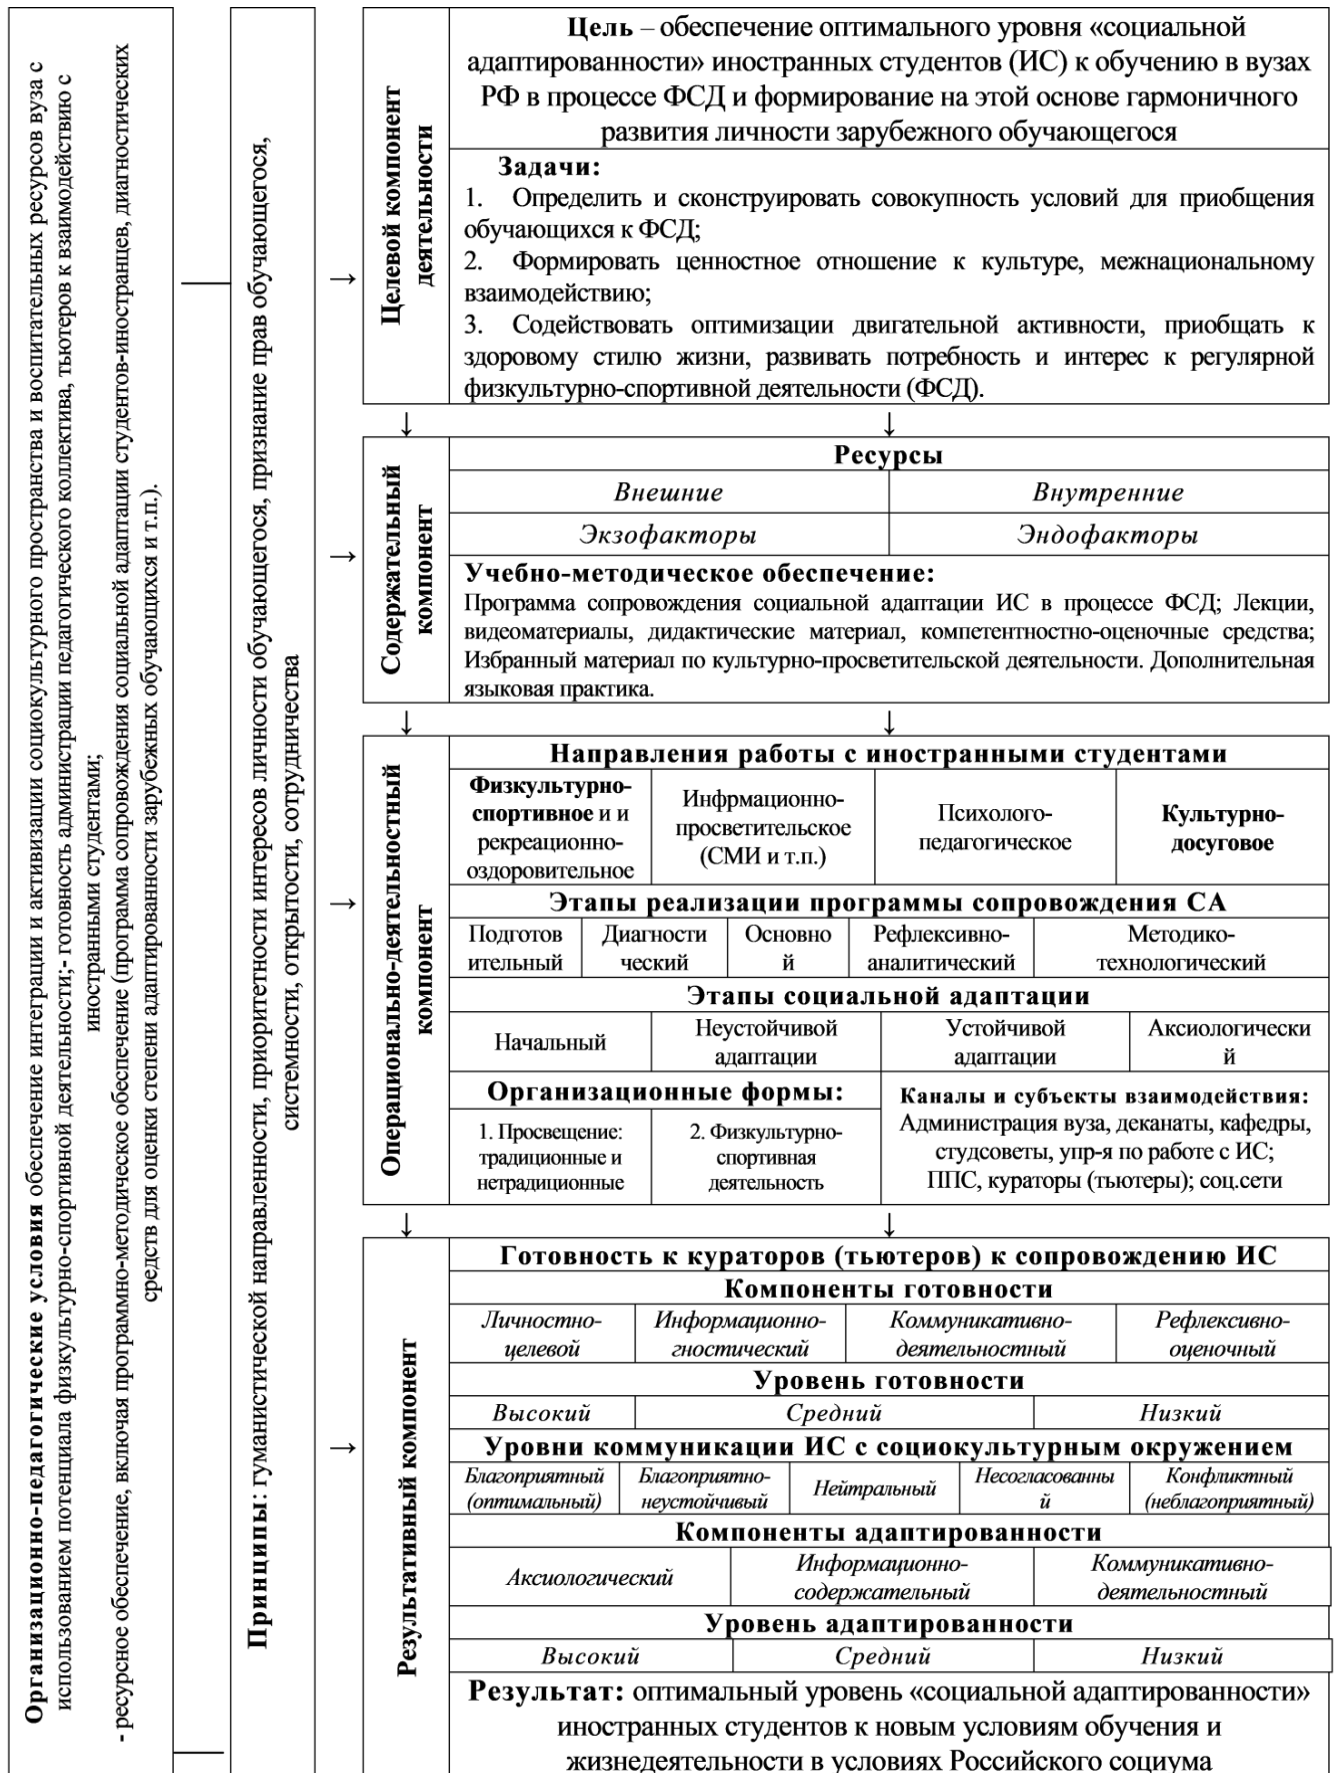 Организационно-педагогические условия обеспечение интеграции и активизации социокультурного пространства и воспитательных ресурсов вуза с
использованием потенциала физкультурно-спортивной деятельности;- готовность администрации педагогического коллектива, тьютеров к взаимодействию с
иностранными студентами;
- ресурсное обеспечение, включая программно-методическое обеспечение (программа сопровождения социальной адаптации студентов-иностранцев, диагностических
средств для оценки степени адаптированности зарубежных обучающихся и т.п.).
Принципы: гуманистической направленности, приоритетности интересов личности обучающегося, признание прав обучающегося,
системности, открытости, сотрудничества
→
Целевой компонент
деятельности
Цель – обеспечение оптимального уровня «социальной
адаптированности» иностранных студентов (ИС) к обучению в вузах
РФ в процессе ФСД и формирование на этой основе гармоничного
развития личности зарубежного обучающегося
Задачи:
1. Определить и сконструировать совокупность условий для приобщения
обучающихся к ФСД;
2. Формировать ценностное отношение к культуре, межнациональному
взаимодействию;
3. Содействовать оптимизации двигательной активности, приобщать к
здоровому стилю жизни, развивать потребность и интерес к регулярной
физкультурно-спортивной деятельности (ФСД).
↓ ↓
→
Содержательный
компонент
Ресурсы
Внешние Внутренние
Экзофакторы Эндофакторы
Учебно-методическое обеспечение:
Программа сопровождения социальной адаптации ИС в процессе ФСД; Лекции,
видеоматериалы, дидактические материал, компетентностно-оценочные средства;
Избранный материал по культурно-просветительской деятельности. Дополнительная
языковая практика.
↓ ↓
→
Операционально-деятельностный
компонент
Направления работы с иностранными студентами
Физкультурно-
спортивное и и
рекреационно-
оздоровительное
Инфрмационно-
просветительское
(СМИ и т.п.)
Психолого-
педагогическое
Культурно-
досуговое
Этапы реализации программы сопровождения СА
Подготов
ительный
Диагности
ческий
Основно
й
Рефлексивно-
аналитический
Методико-
технологический
Этапы социальной адаптации
Начальный
Неустойчивой
адаптации
Устойчивой
адаптации
Аксиологически
й
Организационные формы:
1. Просвещение:
традиционные и
нетрадиционные
2. Физкультурно-
спортивная
деятельность
Каналы и субъекты взаимодействия:
Администрация вуза, деканаты, кафедры,
студсоветы, упр-я по работе с ИС;
ППС, кураторы (тьютеры); соц.сети
↓ ↓
→
Результативный компонент
Готовность к кураторов (тьютеров) к сопровождению ИС
Компоненты готовности
Личностно-
целевой
Информационно-
гностический
Коммуникативно-
деятельностный
Рефлексивно-
оценочный
Уровень готовности
Высокий Средний Низкий
Уровни коммуникации ИС с социокультурным окружением
Благоприятный
(оптимальный)
Благоприятно-
неустойчивый
Нейтральный
Несогласованны
й
Конфликтный
(неблагоприятный)
Компоненты адаптированности
Аксиологический
Информационно-
содержательный
Коммуникативно-
деятельностный
Уровень адаптированности
Высокий Средний Низкий
Результат: оптимальный уровень «социальной адаптированности»
иностранных студентов к новым условиям обучения и
жизнедеятельности в условиях Российского социума